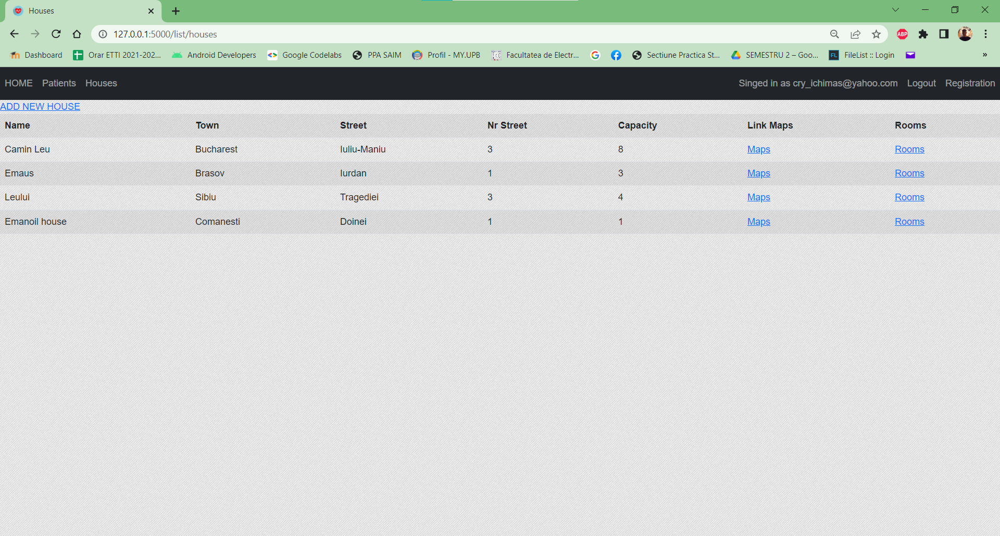 Houses
127.0.0.1:5000/list/houses
ABP
Dashboard Orar ETTI 2021-202... Android Developers Google Codelabs PPA SAIM Profil - MY.UPB Facultatea de Electr... Sectiune Practica St... SEMESTRU 2 – Goo... FL FileList :: Login »
HOME Patients Houses Singed in as cry_ichimas@yahoo.com Logout Registration
ADD NEW HOUSE
Name Town Street Nr Street Capacity Link Maps Rooms
Camin Leu Bucharest Iuliu-Maniu 3 8 Maps Rooms
Emaus Brasov Iurdan 1 3 Maps Rooms
Leului Sibiu Tragediei 3 4 Maps Rooms
Emanoil house Comanesti Doinei 1 1 Maps Rooms